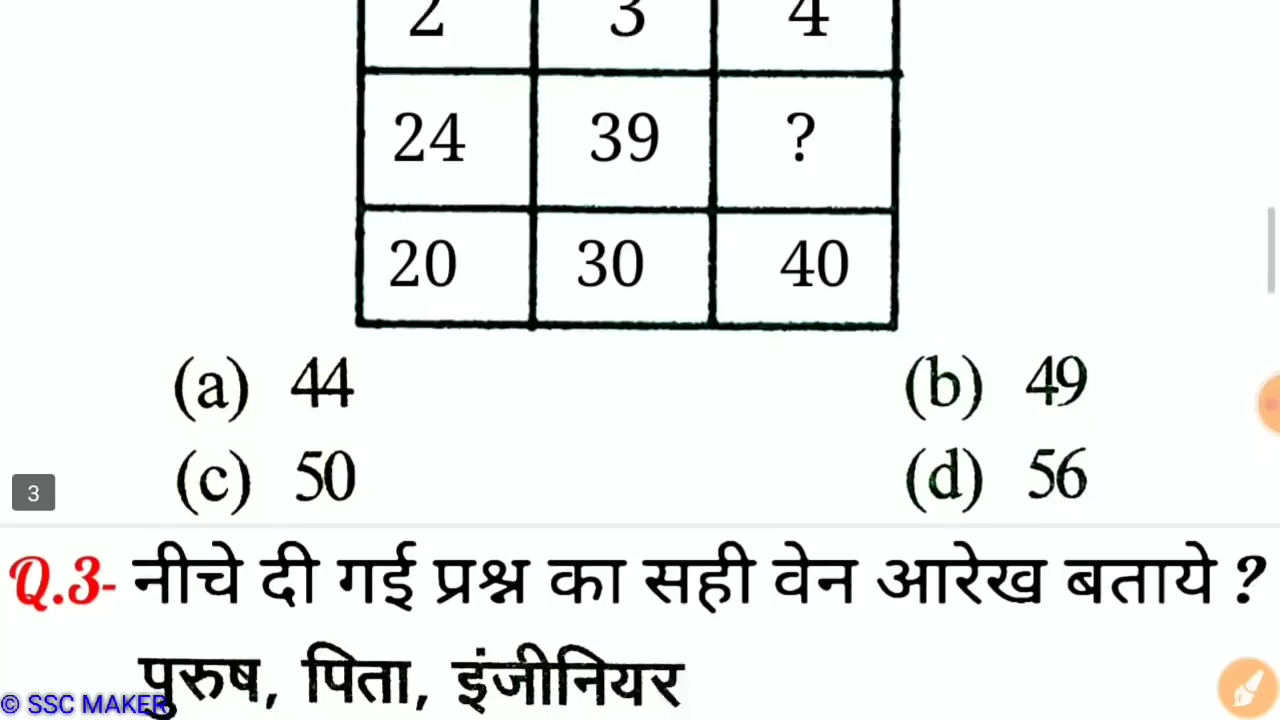 2 3 4
24 39 ?
20 30 40
(a) 44 (b) 49
(c) 50 (d) 56
3
Q.3- नीचे दी गई प्रश्न का सही वेन आरेख बताये ?
पुरुष, पिता, इंजीनियर
© SSC MAKER